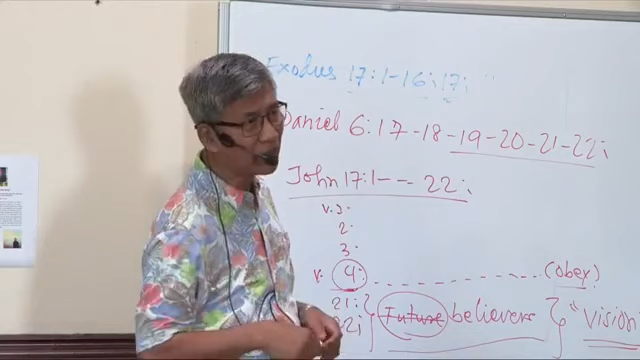 Exodus 17:1-16; 17;
Daniel 6:17-18-19-20-21-22;
John 17:1--- 22;
2:
3:
v. 4: (obey)
21:
22; Future believers "Vision